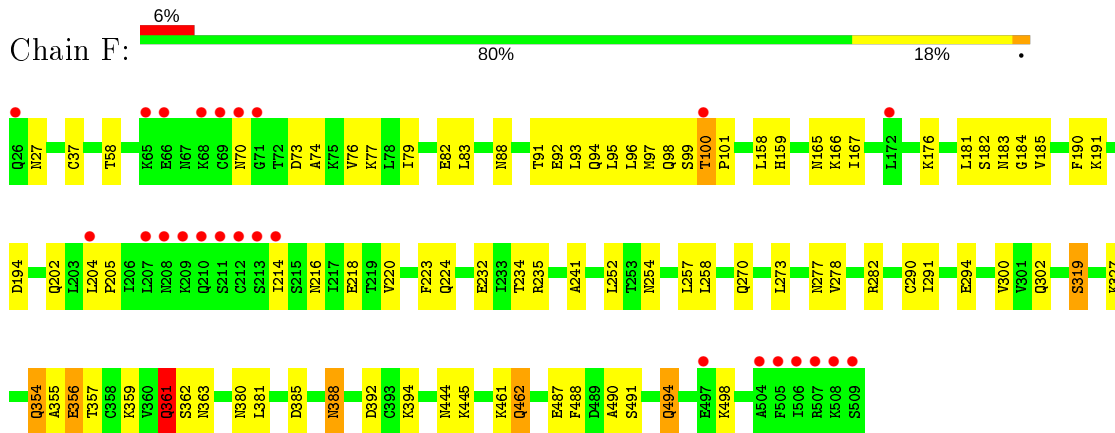 6%
Chain F:
80% 18% •
Q26 N27 C37 T58 K65 E66 N67 K68 C69 N70 G71 T72 D73 A74 K75 V76 K77 L78 I79 E82 L83 N88 T91 E92 L93 Q94 L95 L96 M97 Q98 S99 T100 P101 L158 H159 N165 K166 I167 L172 K176 L181 S182 N183 G184 V185 F190 K191
D194 Q202 L203 L204 P205 I206 L207 N208 K209 Q210 S211 C212 S213 I214 S215 N216 I217 E218 T219 V220 F223 Q224 E232 I233 T234 R235 A241 L252 T253 N254 L257 L258 Q270 L273 N277 V278 R282 C290 I291 E294 V300 V301 Q302 S319
Q354 A355 E356 T357 C358 K359 V360 Q361 S362 N363 N380 L381 D385 N388 D392 C393 K394 N444 K445 K461 Q462 E487 F488 D489 A490 S491 Q494 E497 K498 A504 F505 I506 R507 K508 S509